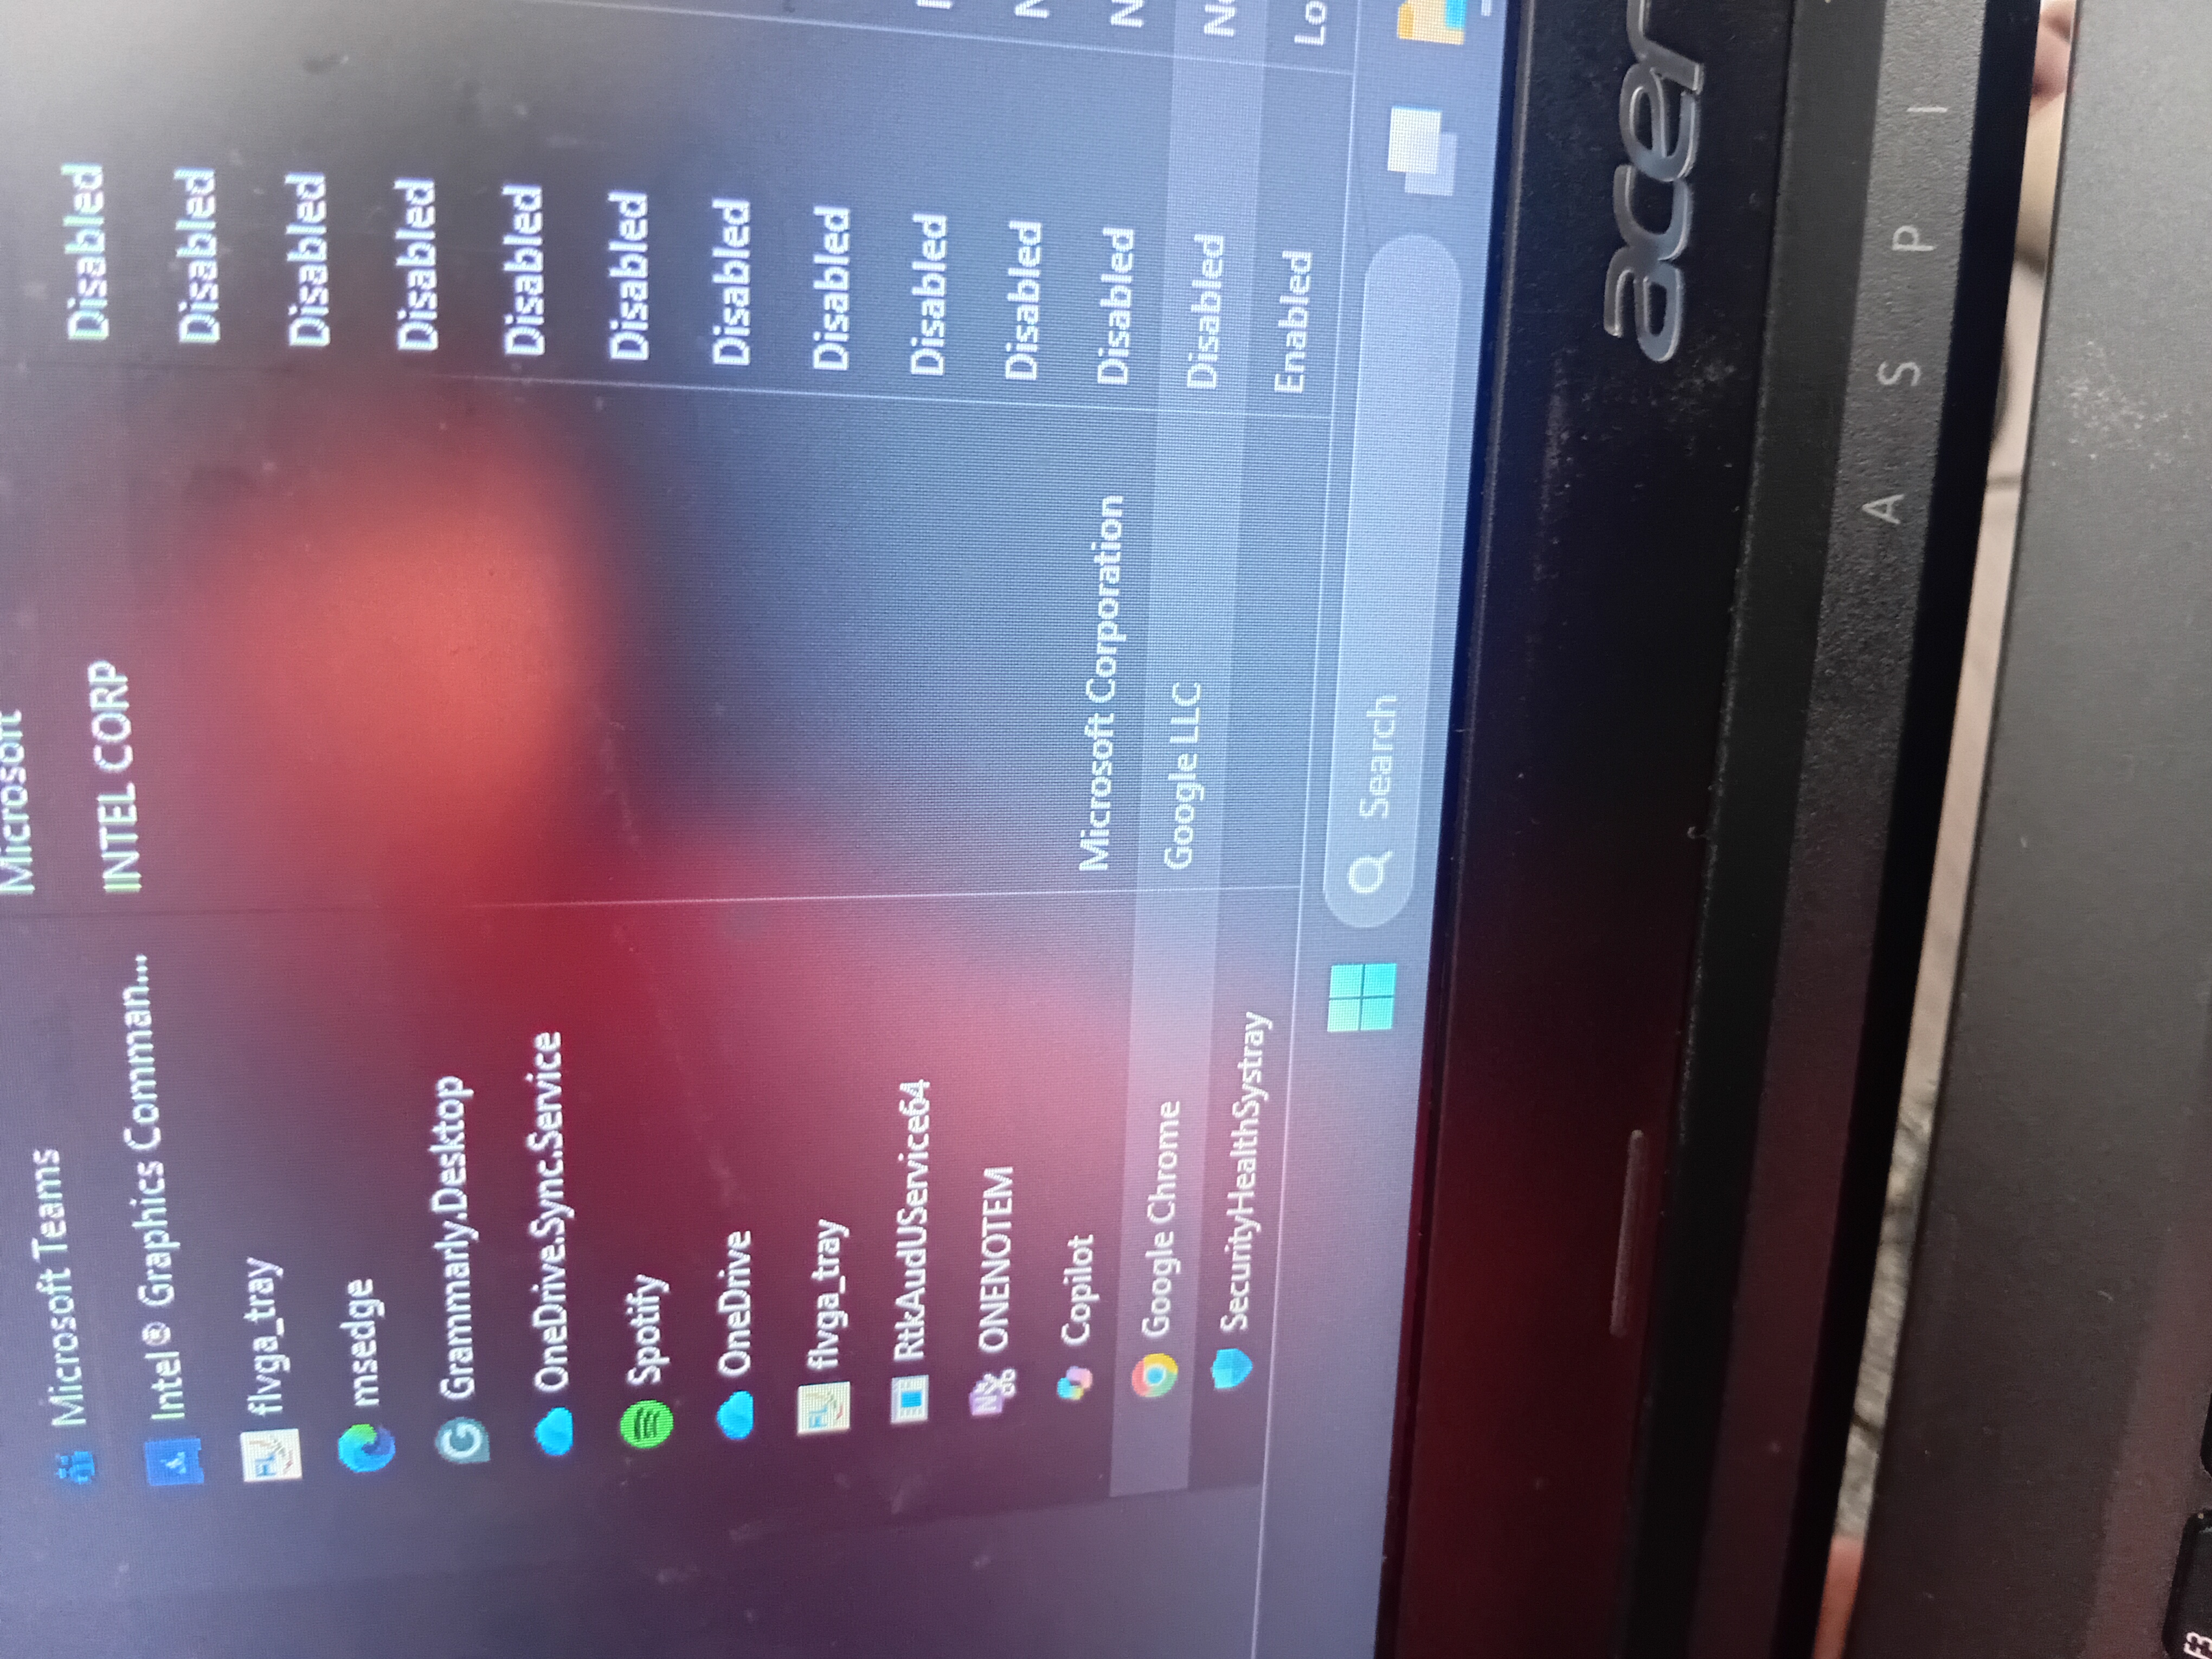 Microsoft
Microsoft Teams
Disabled
Intel® Graphics Comman...
INTEL CORP
Disabled
flvga_tray
Disabled
msedge
Disabled
Grammarly.Desktop
Disabled
OneDrive.Sync.Service
Disabled
Spotify
Disabled
OneDrive
Disabled
flvga_tray
Disabled
RtkAudUService64
Disabled
ONENOTEM
Disabled
Copilot
Microsoft Corporation
Disabled
Google Chrome
Google LLC
Disabled
SecurityHealthSystray
Enabled
Search
acer
A S P I
F3